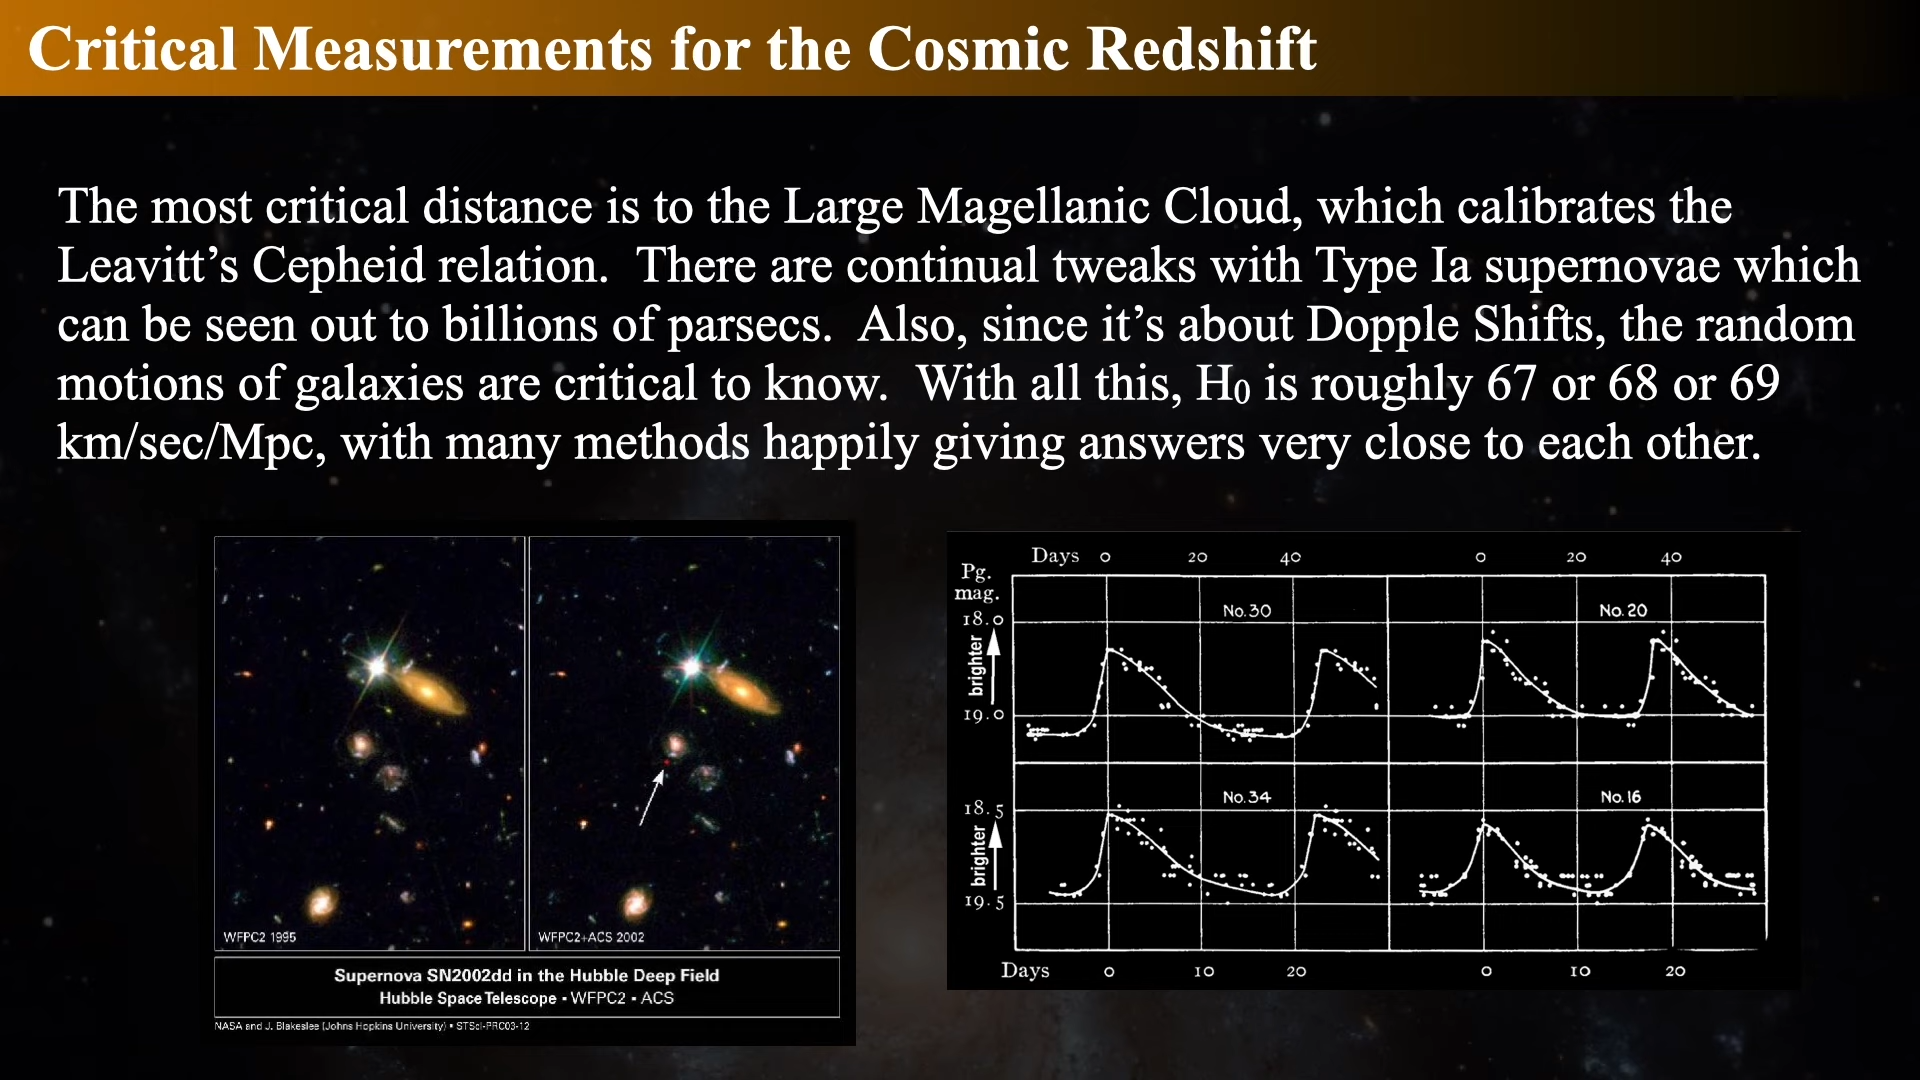 Critical Measurements for the Cosmic Redshift
The most critical distance is to the Large Magellanic Cloud, which calibrates the
Leavitt’s Cepheid relation.  There are continual tweaks with Type Ia supernovae which
can be seen out to billions of parsecs.  Also, since it’s about Dopple Shifts, the random
motions of galaxies are critical to know.  With all this, H₀ is roughly 67 or 68 or 69
km/sec/Mpc, with many methods happily giving answers very close to each other.
WFPC2 1995
WFPC2+ACS 2002
Supernova SN2002dd in the Hubble Deep Field
Hubble Space Telescope ▪ WFPC2 ▪ ACS
NASA and J. Blakeslee (Johns Hopkins University) ▪ STScI-PRC03-12
Days 0 20 40 0 20 40
Pg.
mag.
18.0
brighter
19.0
No. 30
No. 20
18.5
brighter
19.5
No. 34
No. 16
Days 0 10 20 0 10 20